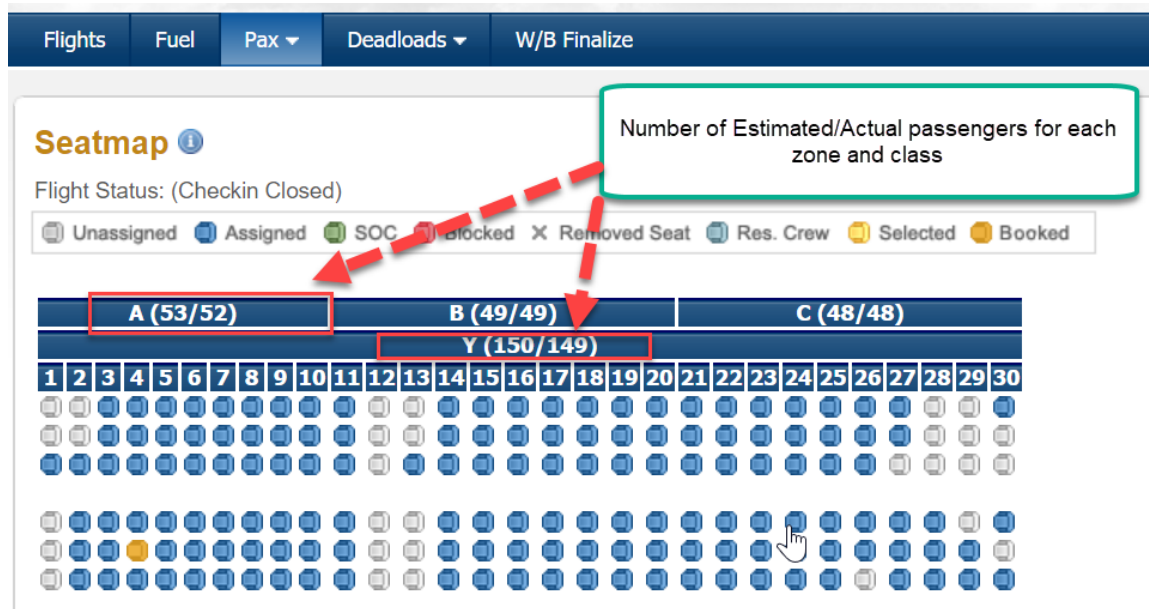 Flights Fuel Pax Deadloads W/B Finalize
Number of Estimated/Actual passengers for each
zone and class
Seatmap
Flight Status: (Checkin Closed)
Unassigned Assigned SOC Blocked Removed Seat Res. Crew Selected Booked
A (53/52) B (49/49) C (48/48)
Y (150/149)
1 2 3 4 5 6 7 8 9 10 11 12 13 14 15 16 17 18 19 20 21 22 23 24 25 26 27 28 29 30